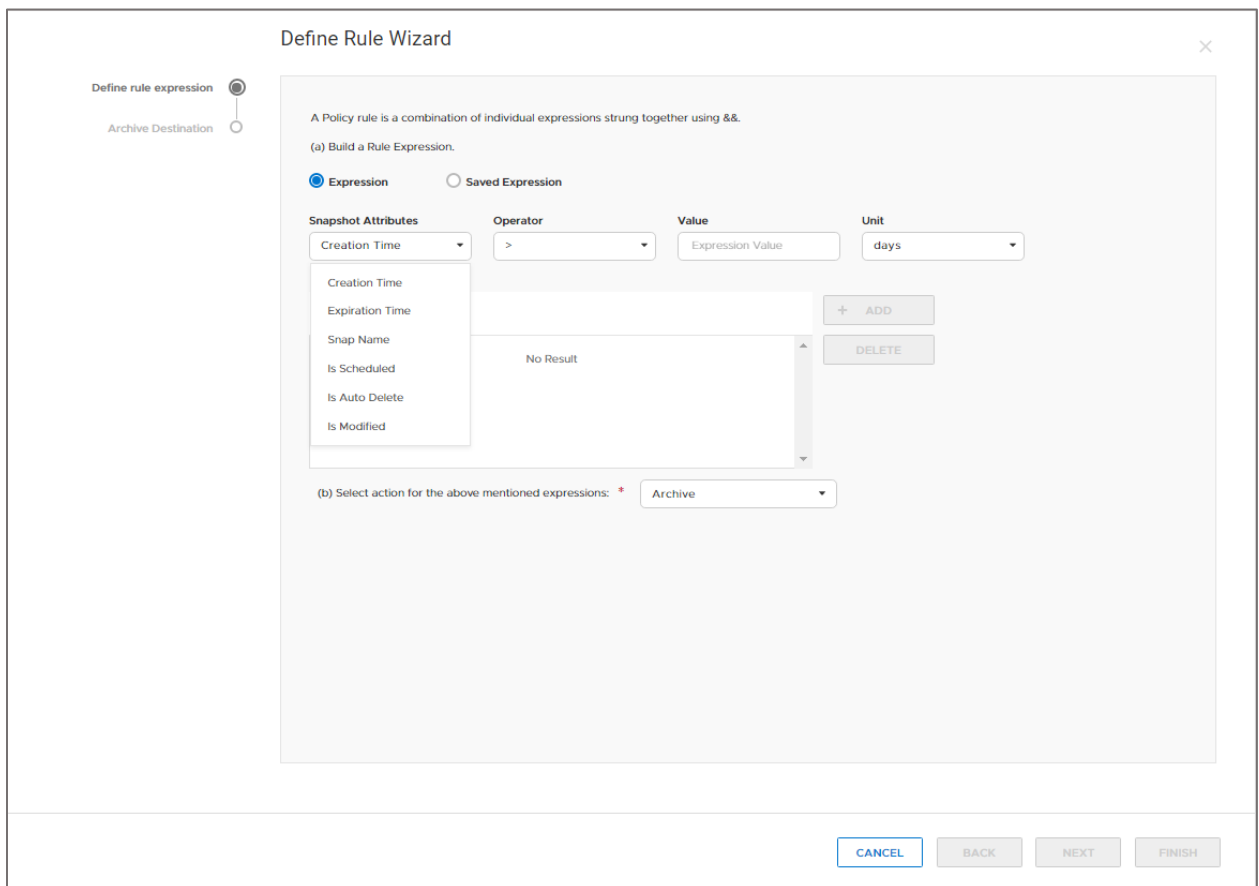 Define Rule Wizard
Define rule expression
Archive Destination
A Policy rule is a combination of individual expressions strung together using &&.
(a) Build a Rule Expression.
Expression Saved Expression
Snapshot Attributes Operator Value Unit
Creation Time > Expression Value days
Creation Time
Expiration Time
Snap Name
Is Scheduled
Is Auto Delete
Is Modified
+ ADD
DELETE
No Result
(b) Select action for the above mentioned expressions: * Archive
CANCEL BACK NEXT FINISH